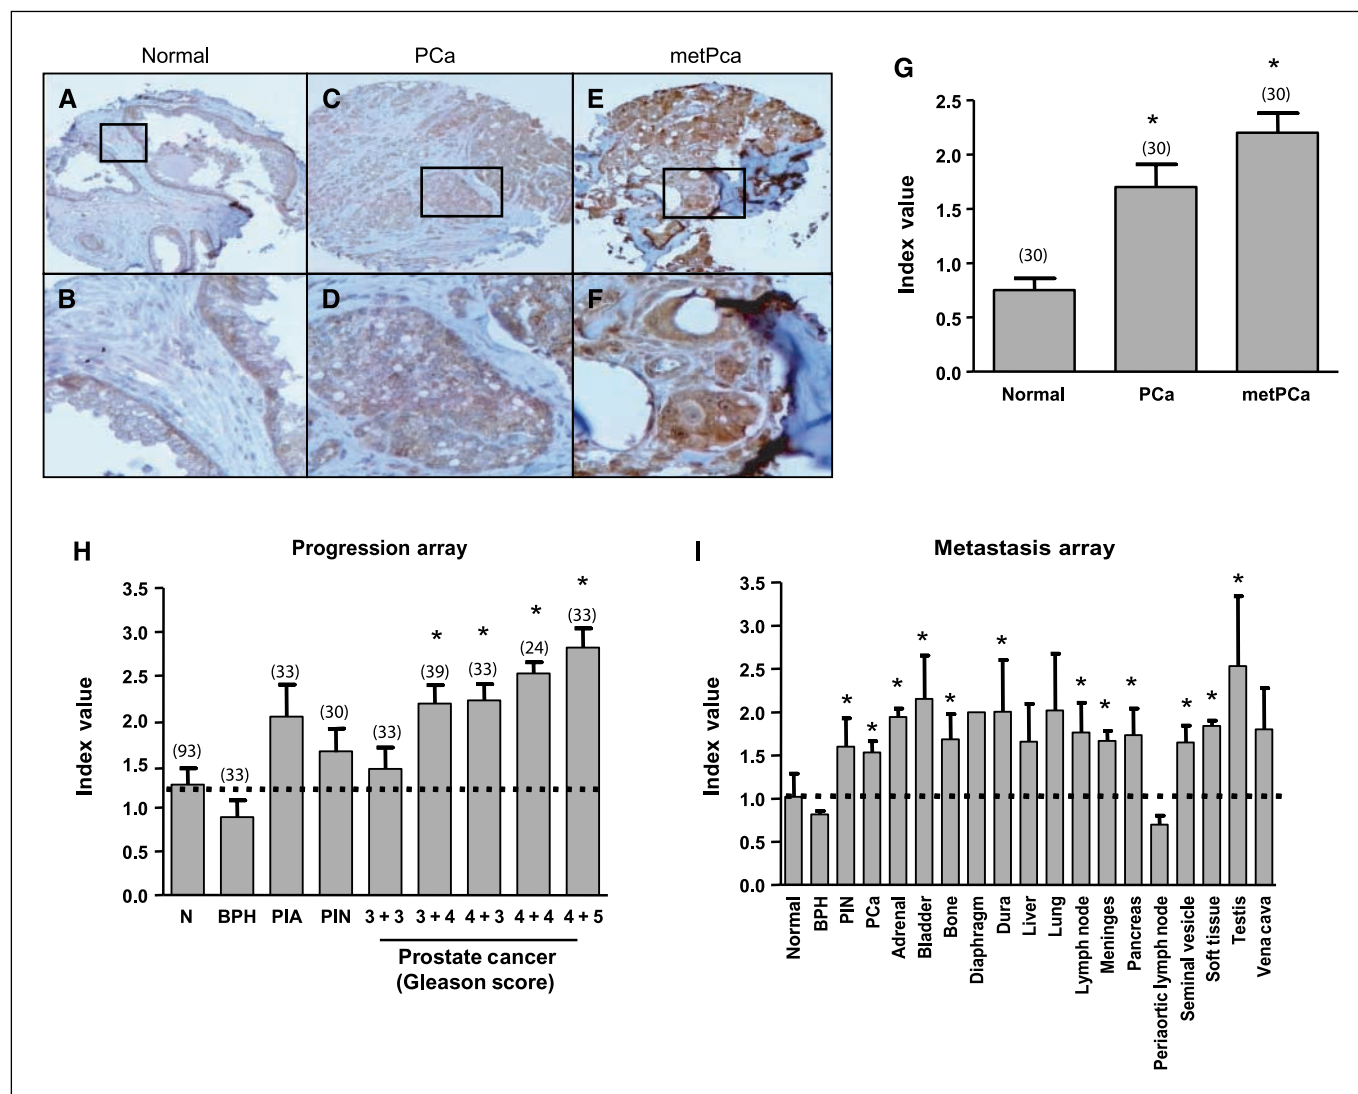 Normal PCa metPca
A C E
B D F
G
Index value
2.5
2.0
1.5
1.0
0.5
0.0
(30)
*
(30)
*
(30)
Normal PCa metPCa
H Progression array
Index value
3.5
3.0
2.5
2.0
1.5
1.0
0.5
0.0
(93) (33) (33) (30) (33) (39) (33) (24) (33)
* * * *
N BPH PIA PIN 3 + 3 3 + 4 4 + 3 4 + 4 4 + 5
Prostate cancer
(Gleason score)
I Metastasis array
Index value
3.5
3.0
2.5
2.0
1.5
1.0
0.5
0.0
* * * * * * * * * * * *
Normal
BPH
PIN
PCa
Adrenal
Bladder
Bone
Diaphragm
Dura
Liver
Lung
Lymph node
Meninges
Pancreas
Periaortic lymph node
Seminal vesicle
Soft tissue
Testis
Vena cava